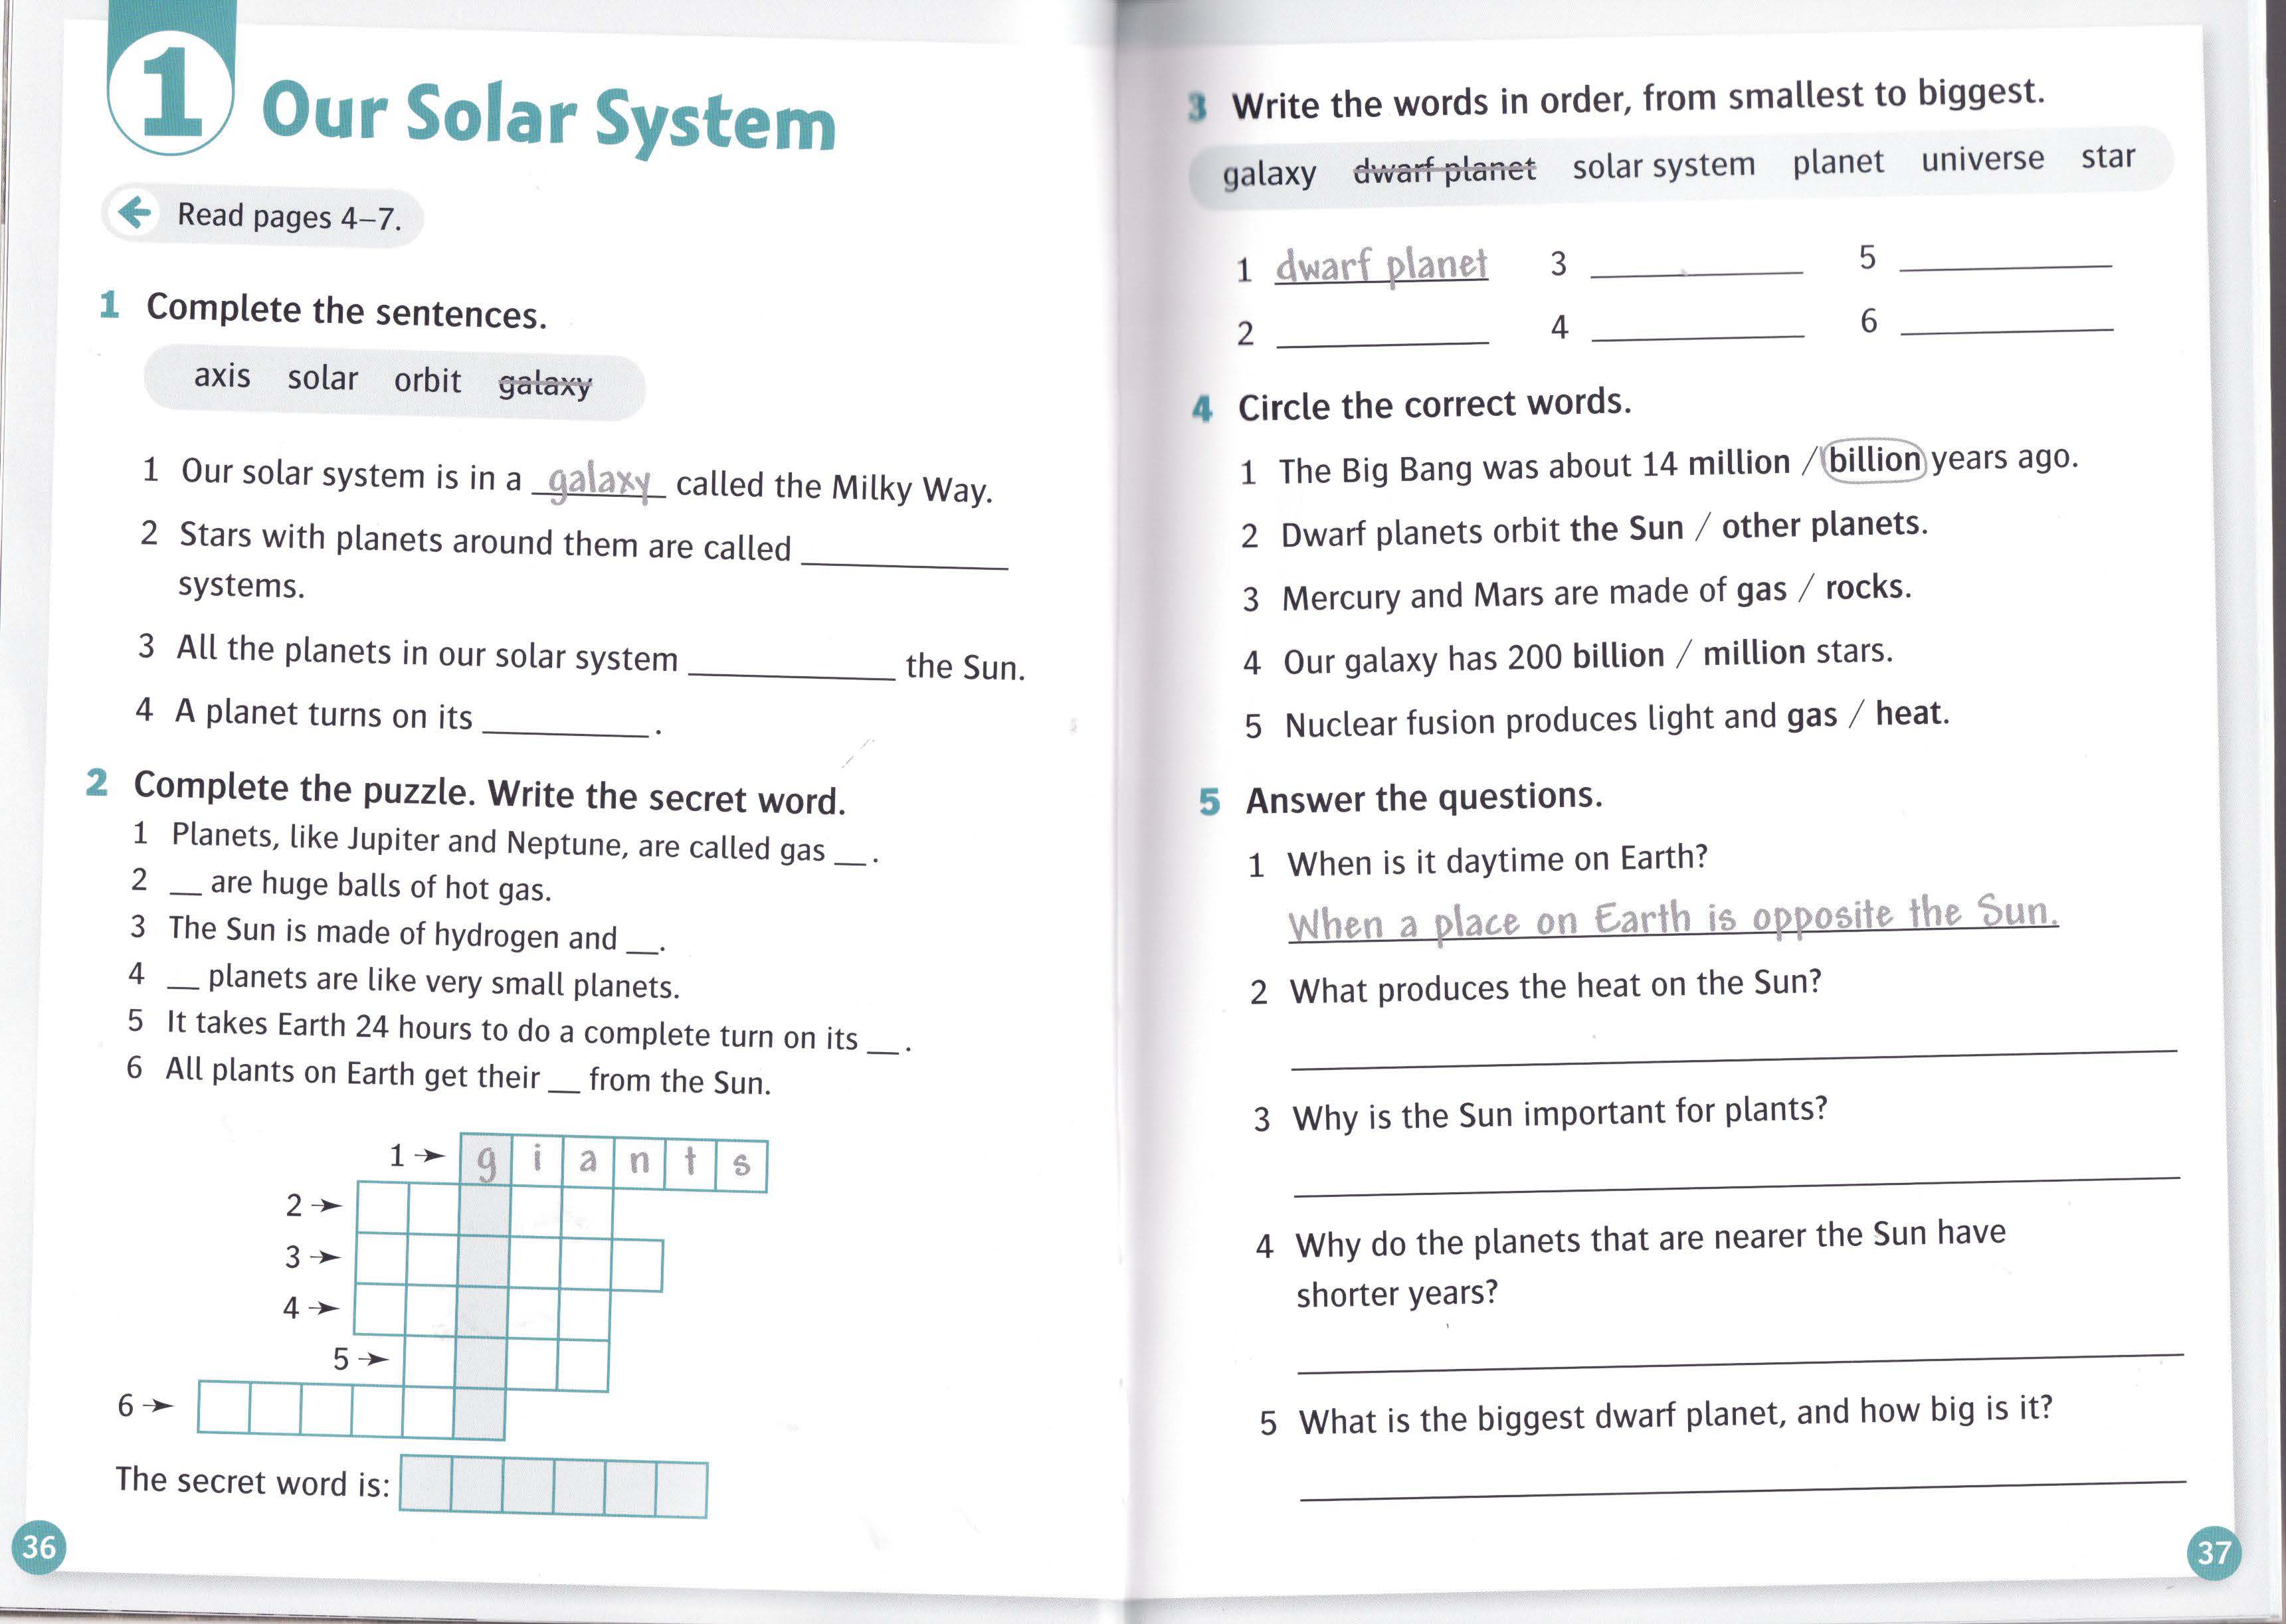 1
Our Solar System
← Read pages 4–7.
1 Complete the sentences.
axis solar orbit galaxy
1 Our solar system is in a galaxy called the Milky Way.
2 Stars with planets around them are called ____________
systems.
3 All the planets in our solar system ____________ the Sun.
4 A planet turns on its __________.
2 Complete the puzzle. Write the secret word.
1 Planets, like Jupiter and Neptune, are called gas __.
2 __ are huge balls of hot gas.
3 The Sun is made of hydrogen and __.
4 __ planets are like very small planets.
5 It takes Earth 24 hours to do a complete turn on its __.
6 All plants on Earth get their __ from the Sun.
1 → g i a n t s
2 →
3 →
4 →
5 →
6 →
The secret word is:
36
3 Write the words in order, from smallest to biggest.
galaxy dwarf planet solar system planet universe star
1 dwarf planet 3 ____________ 5 ____________
2 ____________ 4 ____________ 6 ____________
4 Circle the correct words.
1 The Big Bang was about 14 million / billion years ago.
2 Dwarf planets orbit the Sun / other planets.
3 Mercury and Mars are made of gas / rocks.
4 Our galaxy has 200 billion / million stars.
5 Nuclear fusion produces light and gas / heat.
5 Answer the questions.
1 When is it daytime on Earth?
When a place on Earth is opposite the Sun.
2 What produces the heat on the Sun?
3 Why is the Sun important for plants?
4 Why do the planets that are nearer the Sun have
shorter years?
5 What is the biggest dwarf planet, and how big is it?
37